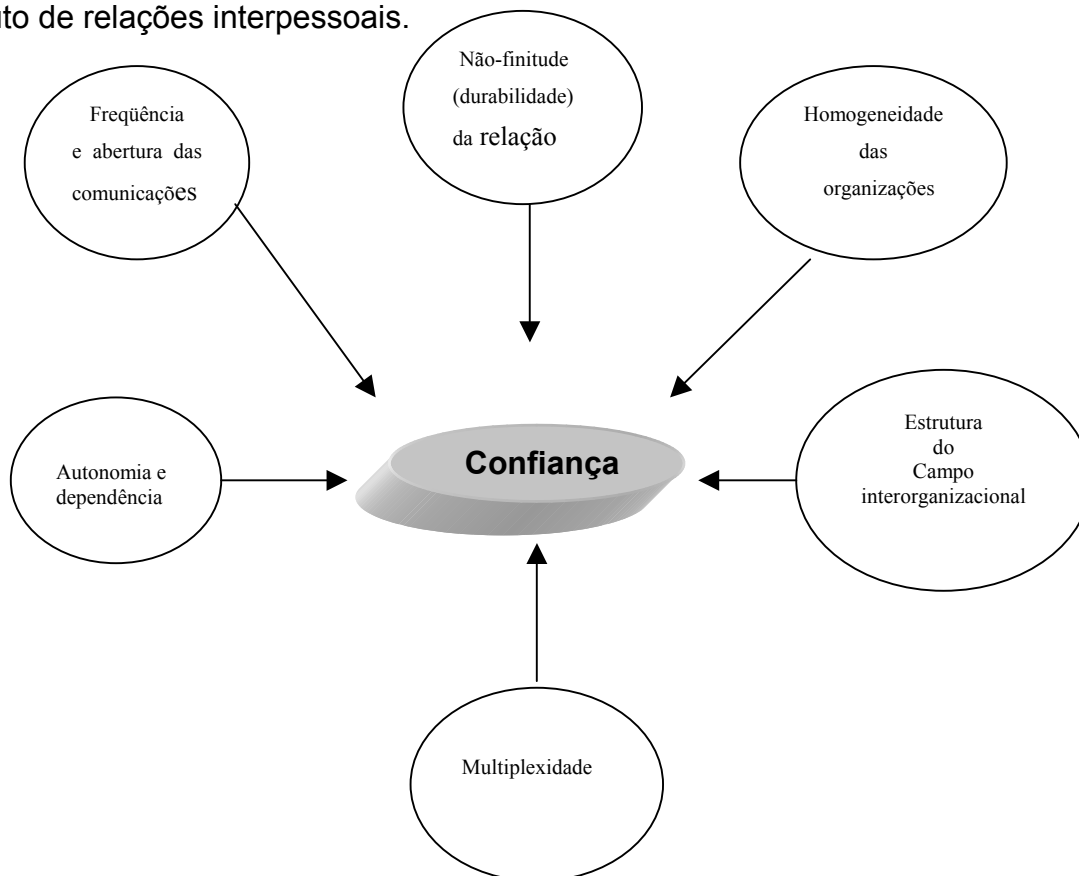 uto de relações interpessoais.
Não-finitude
(durabilidade)
da relação
Freqüência
e abertura das
comunicações
Homogeneidade
das
organizações
Autonomia e
dependência
Confiança
Estrutura
do
Campo
interorganizacional
Multiplexidade